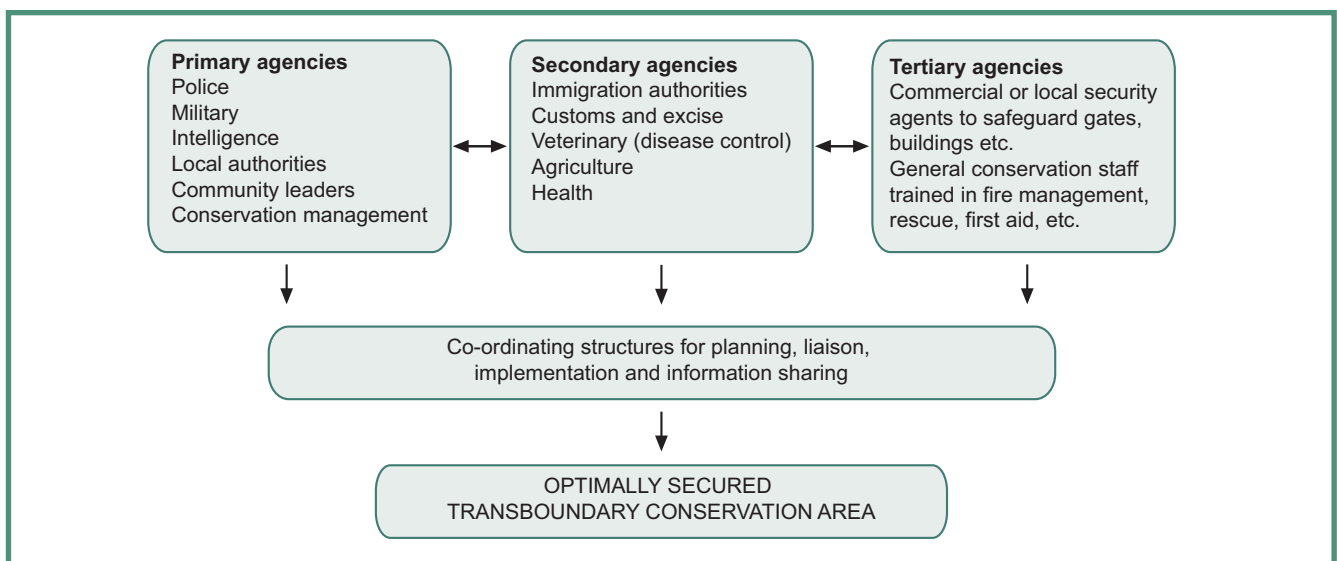 Primary agencies
Police
Military
Intelligence
Local authorities
Community leaders
Conservation management
Secondary agencies
Immigration authorities
Customs and excise
Veterinary (disease control)
Agriculture
Health
Tertiary agencies
Commercial or local security
agents to safeguard gates,
buildings etc.
General conservation staff
trained in fire management,
rescue, first aid, etc.
Co-ordinating structures for planning, liaison,
implementation and information sharing
OPTIMALLY SECURED
TRANSBOUNDARY CONSERVATION AREA